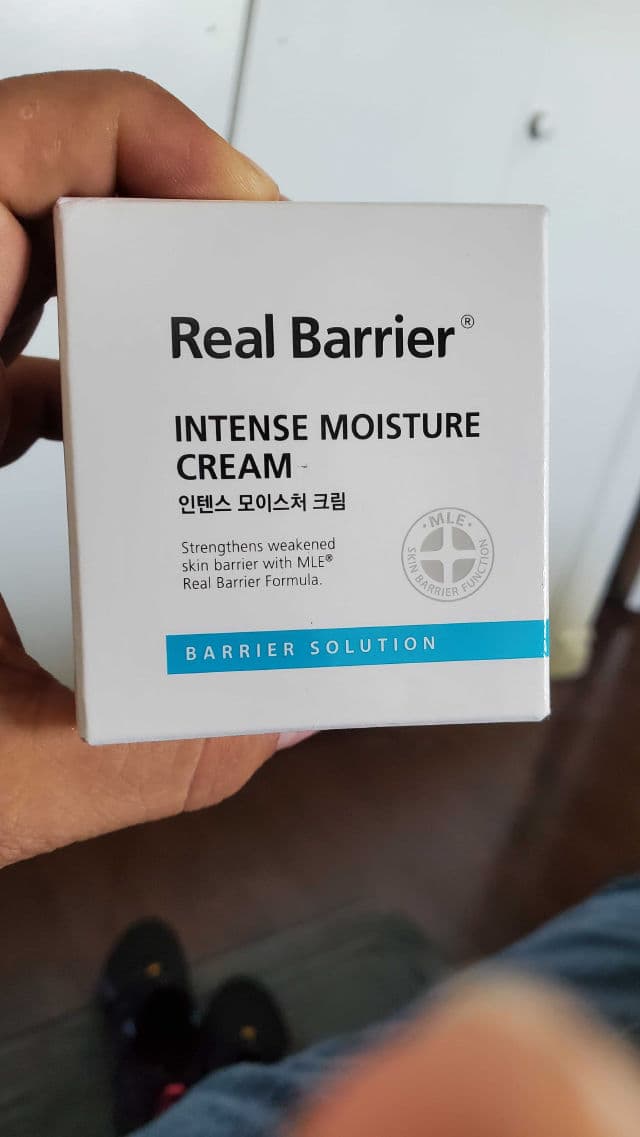 Real Barrier®
INTENSE MOISTURE
CREAM
인텐스 모이스처 크림
Strengthens weakened
skin barrier with MLE®
Real Barrier Formula.
· MLE ·
SKIN BARRIER FUNCTION
BARRIER SOLUTION